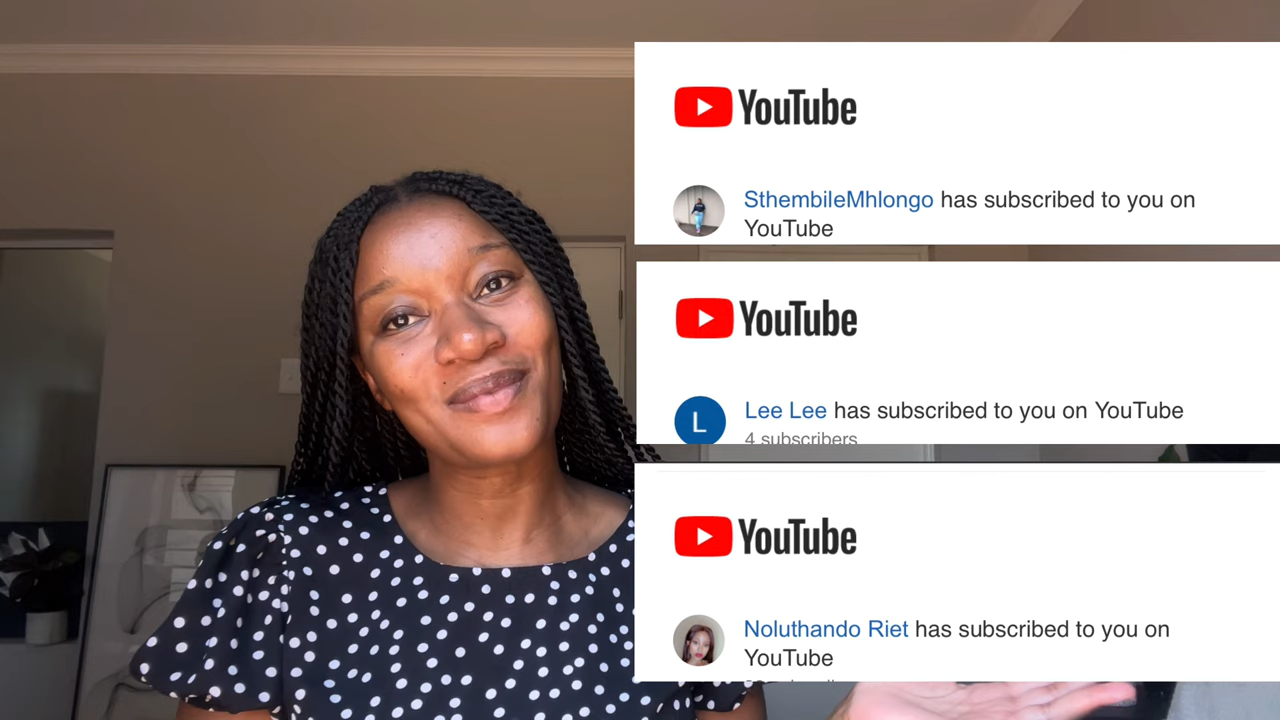 YouTube
SthembileMhlongo has subscribed to you on
YouTube
YouTube
L
Lee Lee has subscribed to you on YouTube
4 subscribers
YouTube
Noluthando Riet has subscribed to you on
YouTube